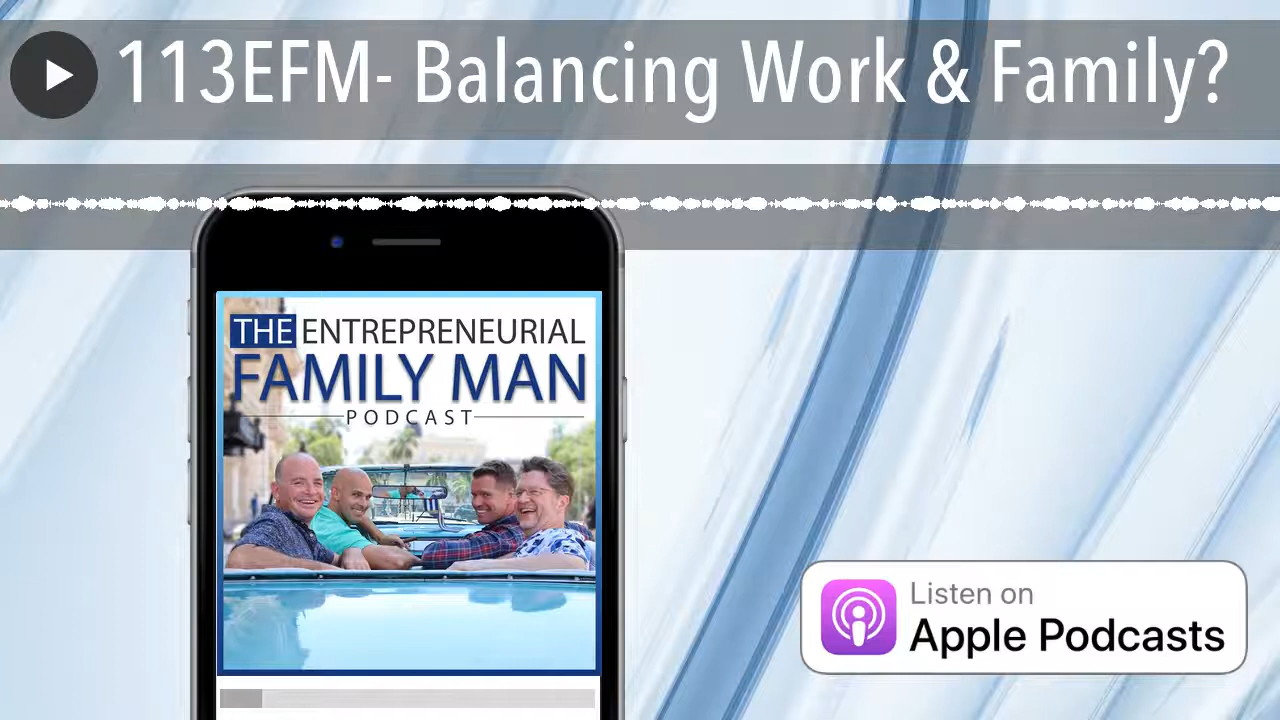 113EFM- Balancing Work & Family?
THE ENTREPRENEURIAL
FAMILY MAN
PODCAST
Listen on
Apple Podcasts